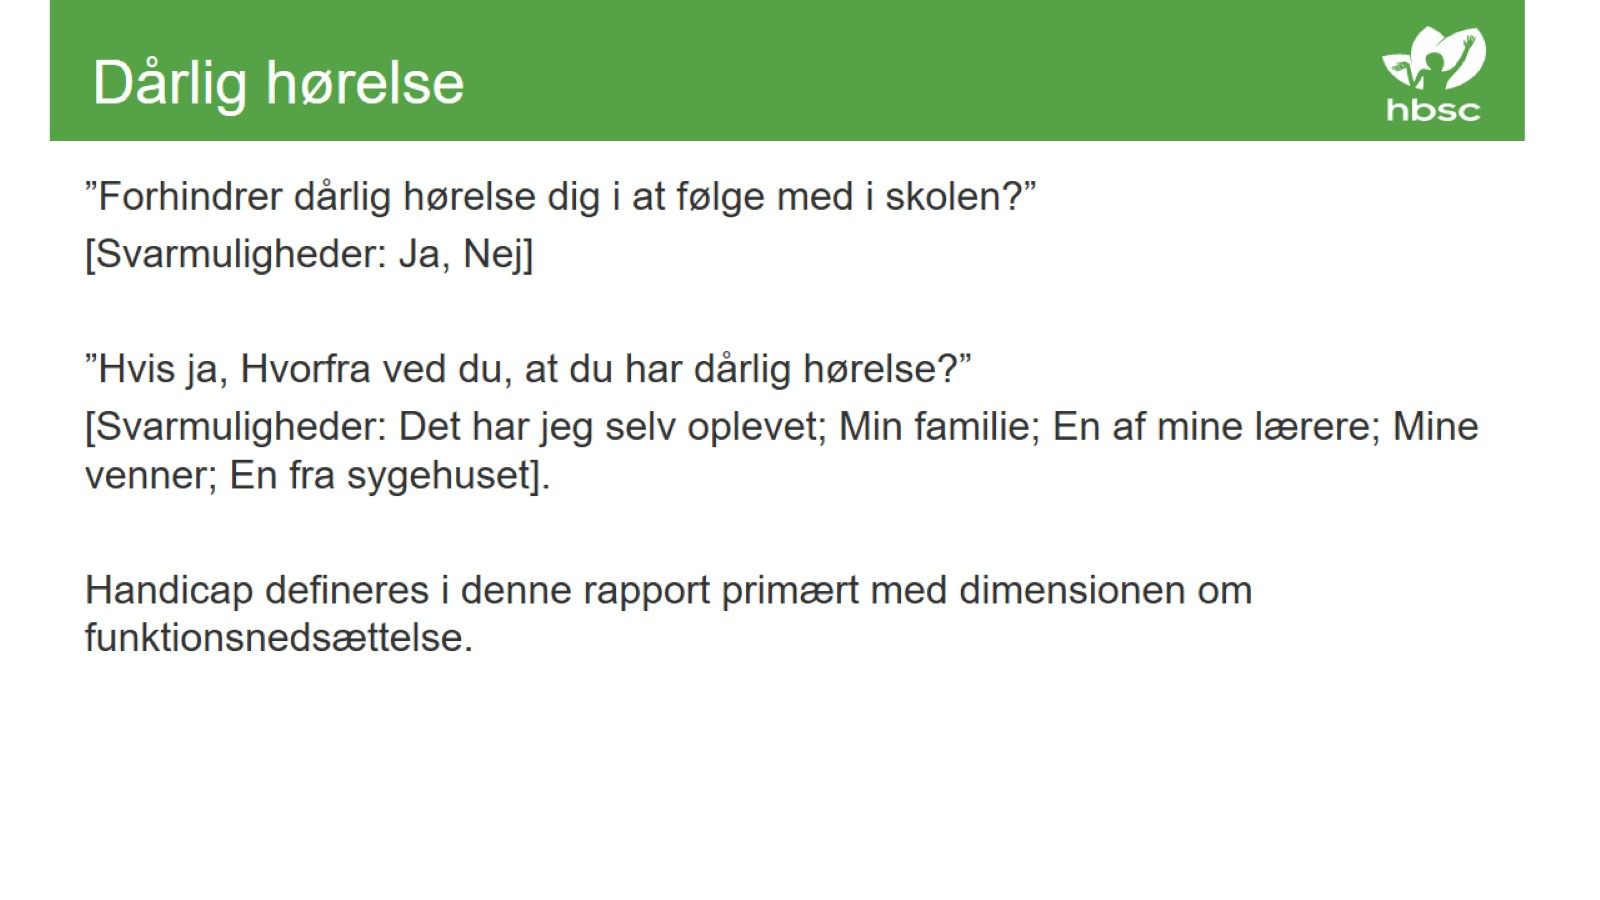 Dårlig hørelse
hbsc
”Forhindrer dårlig hørelse dig i at følge med i skolen?”
[Svarmuligheder: Ja, Nej]
”Hvis ja, Hvorfra ved du, at du har dårlig hørelse?”
[Svarmuligheder: Det har jeg selv oplevet; Min familie; En af mine lærere; Mine
venner; En fra sygehuset].
Handicap defineres i denne rapport primært med dimensionen om
funktionsnedsættelse.